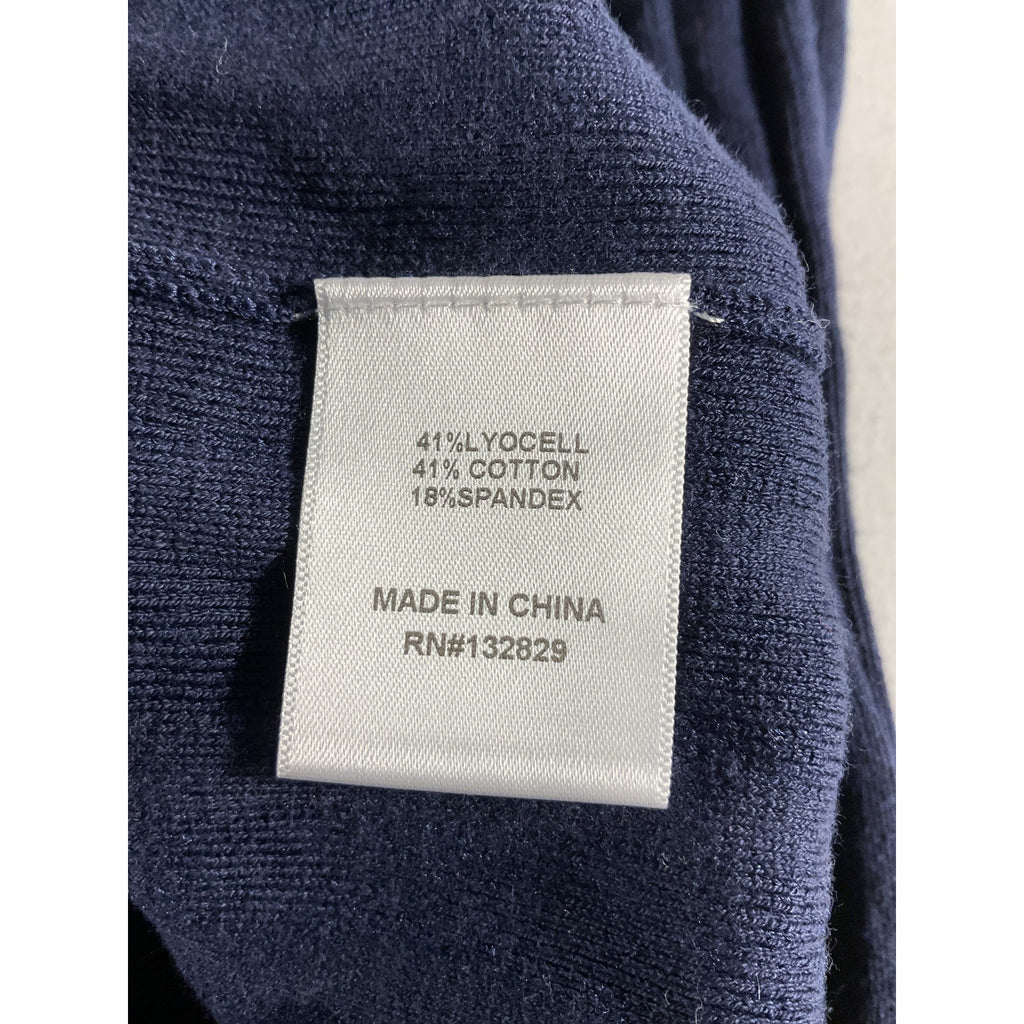 41%LYOCELL
41% COTTON
18%SPANDEX
MADE IN CHINA
RN#132829